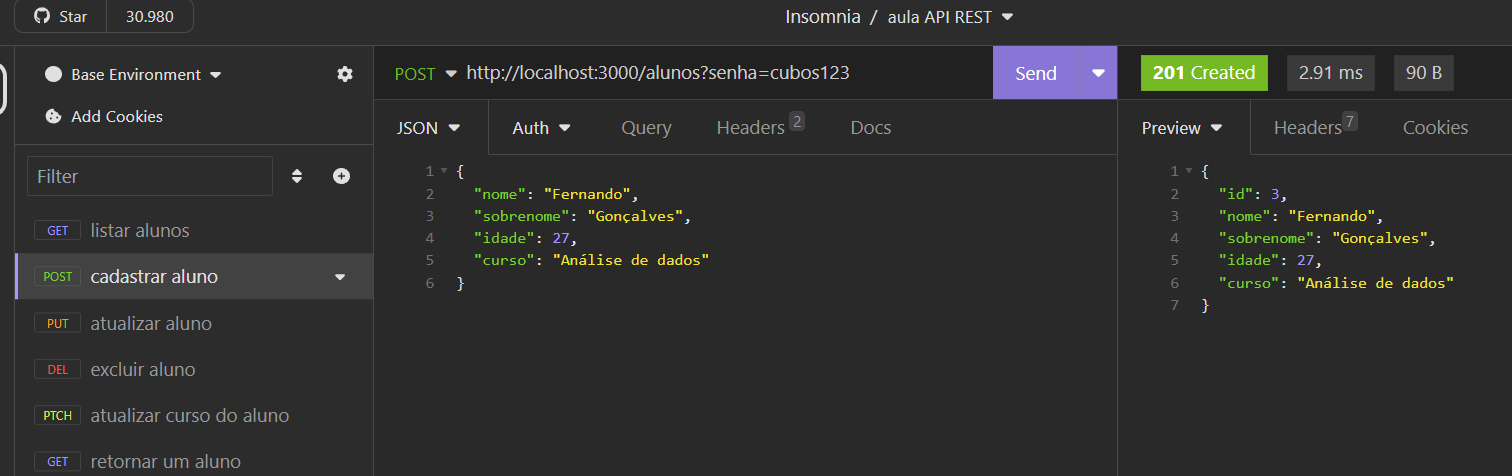 Star 30.980
Insomnia / aula API REST
Base Environment
Add Cookies
Filter
GET listar alunos
POST cadastrar aluno
PUT atualizar aluno
DEL excluir aluno
PTCH atualizar curso do aluno
GET retornar um aluno
POST http://localhost:3000/alunos?senha=cubos123 Send
JSON Auth Query Headers 2 Docs
1 {
2 "nome": "Fernando",
3 "sobrenome": "Gonçalves",
4 "idade": 27,
5 "curso": "Análise de dados"
6 }
201 Created 2.91 ms 90 B
Preview Headers 7 Cookies
1 {
2 "id": 3,
3 "nome": "Fernando",
4 "sobrenome": "Gonçalves",
5 "idade": 27,
6 "curso": "Análise de dados"
7 }